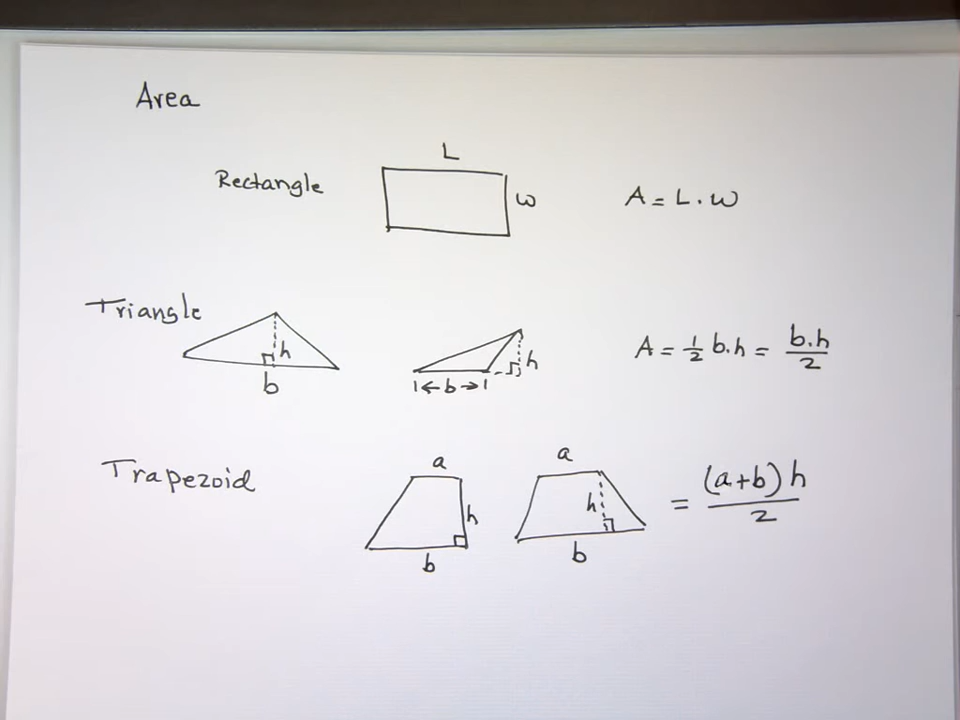 Area
L
Rectangle
w
A = L . w
Triangle
h
b
h
b
A = 1/2 b.h = b.h/2
Trapezoid
a
h
b
a
h
b
= (a+b) h / 2